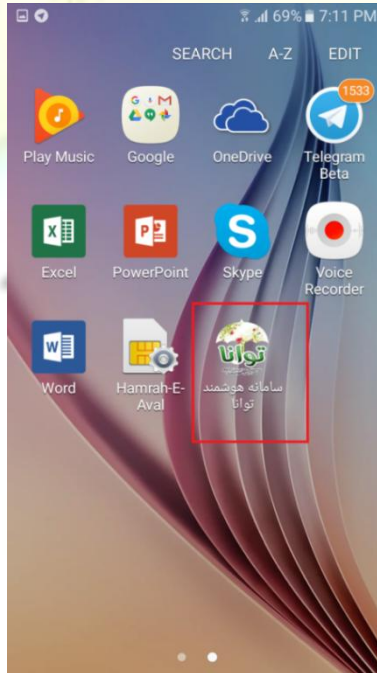 69% 7:11 PM
SEARCH A-Z EDIT
1533
Play Music Google OneDrive Telegram
Beta
X
P
S
Excel PowerPoint Skype Voice
Recorder
W
توانا
Word Hamrah-E- سامانه هوشمند
Aval توانا